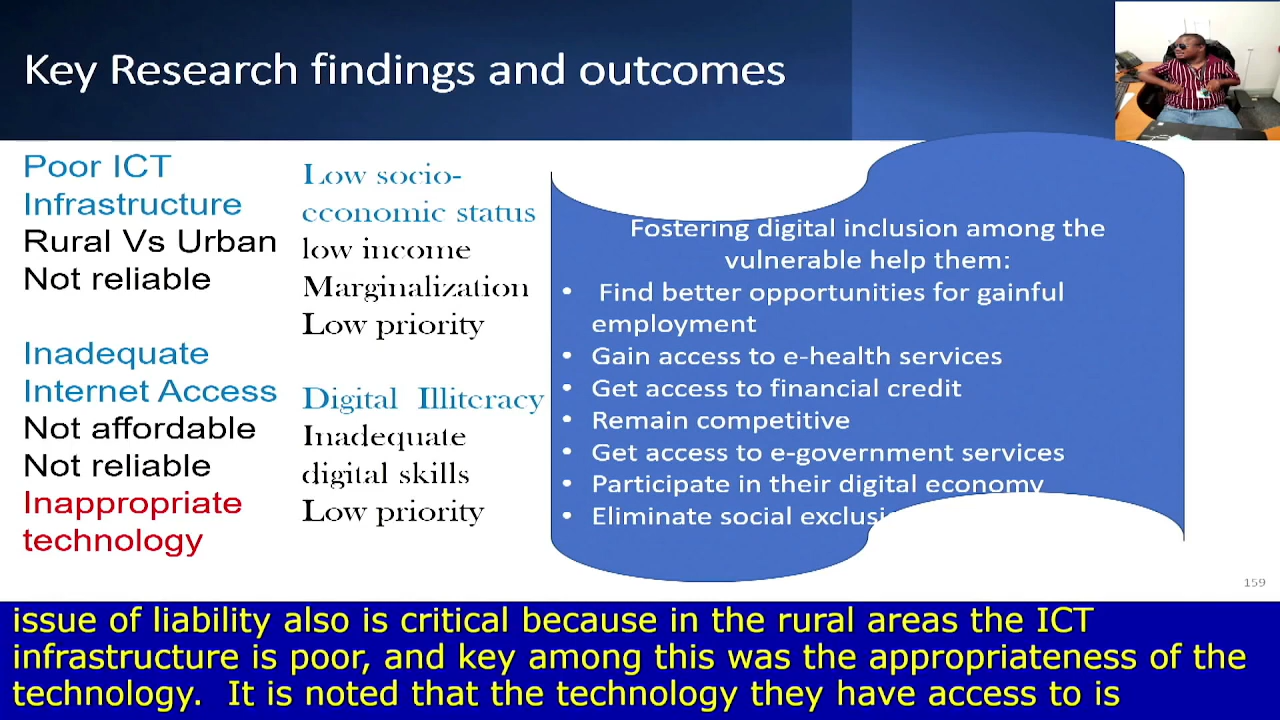 Key Research findings and outcomes
Poor ICT
Infrastructure
Rural Vs Urban
Not reliable
Inadequate
Internet Access
Not affordable
Not reliable
Inappropriate
technology
Low socio-
economic status
low income
Marginalization
Low priority
Digital Illiteracy
Inadequate
digital skills
Low priority
Fostering digital inclusion among the
vulnerable help them:
• Find better opportunities for gainful
employment
• Gain access to e-health services
• Get access to financial credit
• Remain competitive
• Get access to e-government services
• Participate in their digital economy
• Eliminate social
159
issue of liability also is critical because in the rural areas the ICT
infrastructure is poor, and key among this was the appropriateness of the
technology. It is noted that the technology they have access to is